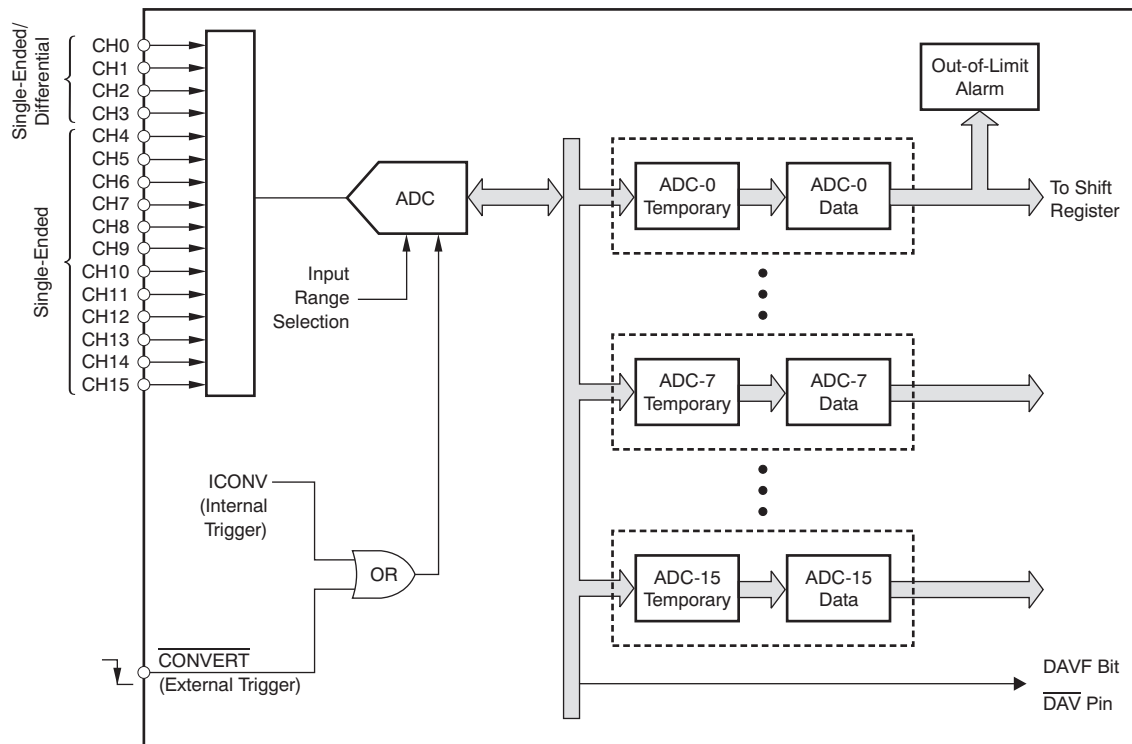 Single-Ended/
Differential
Single-Ended
CH0
CH1
CH2
CH3
CH4
CH5
CH6
CH7
CH8
CH9
CH10
CH11
CH12
CH13
CH14
CH15
ADC
Input
Range
Selection
ICONV
(Internal
Trigger)
OR
CONVERT
(External Trigger)
Out-of-Limit
Alarm
ADC-0
Temporary
ADC-0
Data
To Shift
Register
ADC-7
Temporary
ADC-7
Data
ADC-15
Temporary
ADC-15
Data
DAVF Bit
DAV Pin